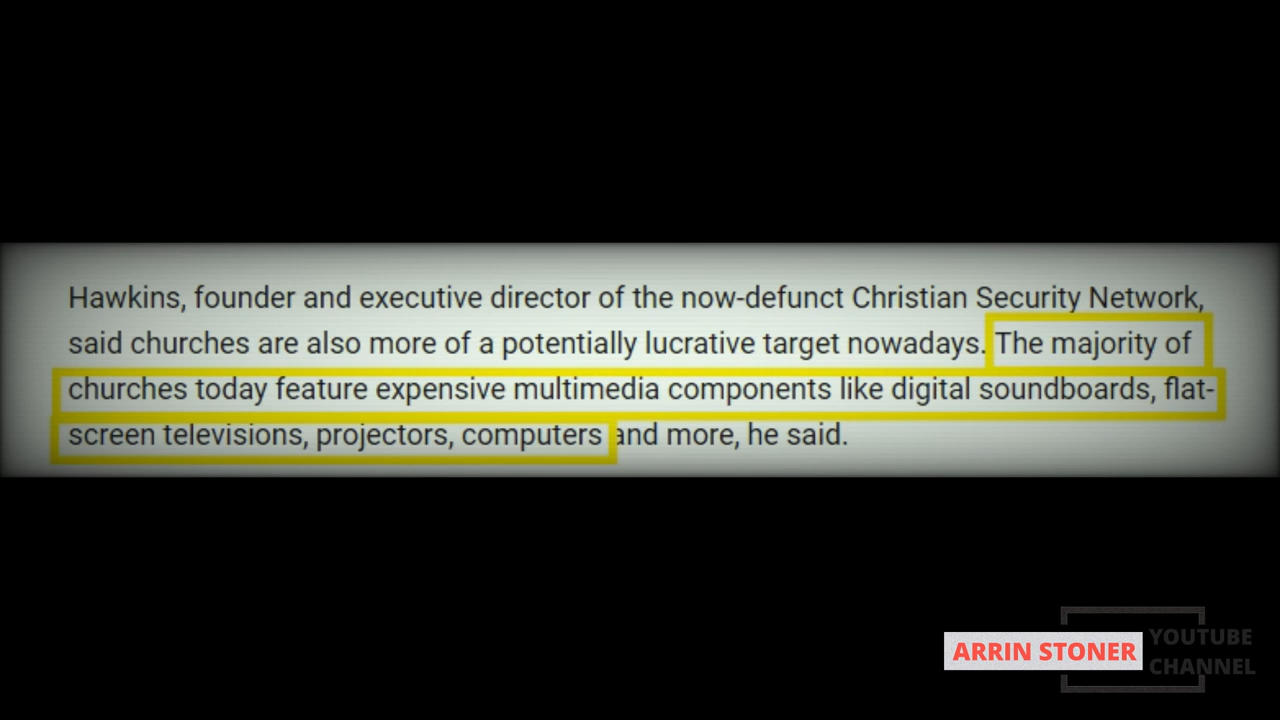 Hawkins, founder and executive director of the now-defunct Christian Security Network,
said churches are also more of a potentially lucrative target nowadays. The majority of
churches today feature expensive multimedia components like digital soundboards, flat-
screen televisions, projectors, computers and more, he said.
ARRIN STONER
YOUTUBE
CHANNEL